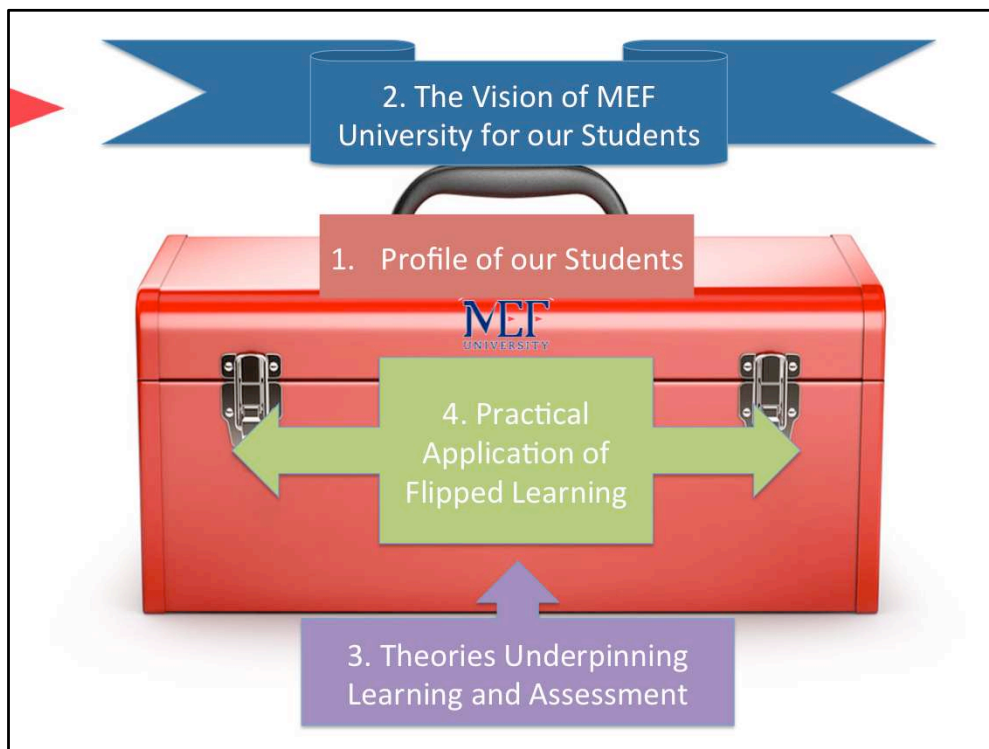 2. The Vision of MEF
University for our Students
1. Profile of our Students
MEF
UNIVERSITY
4. Practical
Application of
Flipped Learning
3. Theories Underpinning
Learning and Assessment